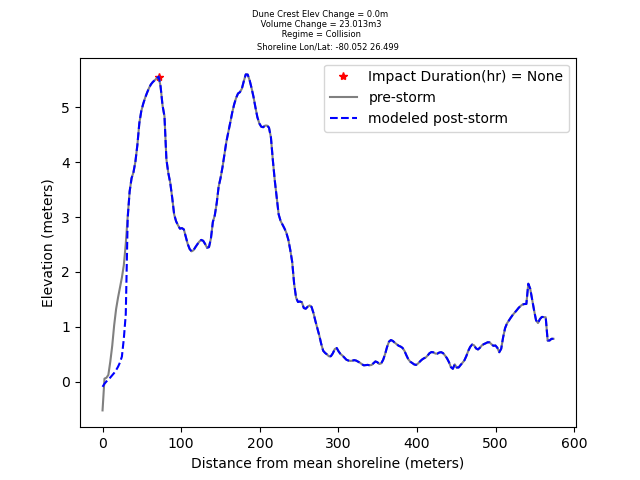 Dune Crest Elev Change = 0.0m
Volume Change = 23.013m3
Regime = Collision
Shoreline Lon/Lat: -80.052 26.499
Impact Duration(hr) = None
pre-storm
modeled post-storm
Elevation (meters)
5
4
3
2
1
0
0 100 200 300 400 500 600
Distance from mean shoreline (meters)